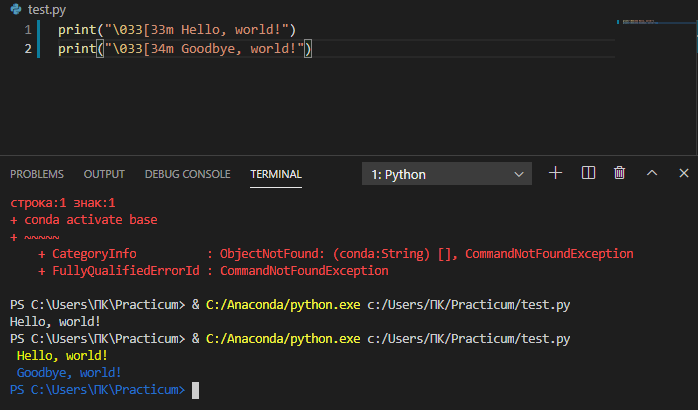 test.py
1 print("\033[33m Hello, world!")
2 print("\033[34m Goodbye, world!")
PROBLEMS OUTPUT DEBUG CONSOLE TERMINAL 1: Python
строка:1 знак:1
+ conda activate base
+ ~~~~~
    + CategoryInfo          : ObjectNotFound: (conda:String) [], CommandNotFoundException
    + FullyQualifiedErrorId : CommandNotFoundException
PS C:\Users\ПК\Practicum> & C:/Anaconda/python.exe c:/Users/ПК/Practicum/test.py
Hello, world!
PS C:\Users\ПК\Practicum> & C:/Anaconda/python.exe c:/Users/ПК/Practicum/test.py
 Hello, world!
 Goodbye, world!
PS C:\Users\ПК\Practicum>